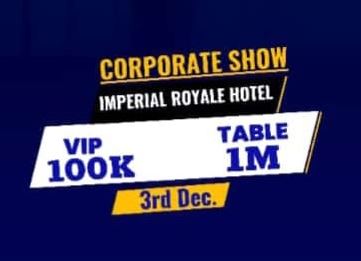 CORPORATE SHOW
IMPERIAL ROYALE HOTEL
VIP TABLE
100K 1M
3rd Dec.